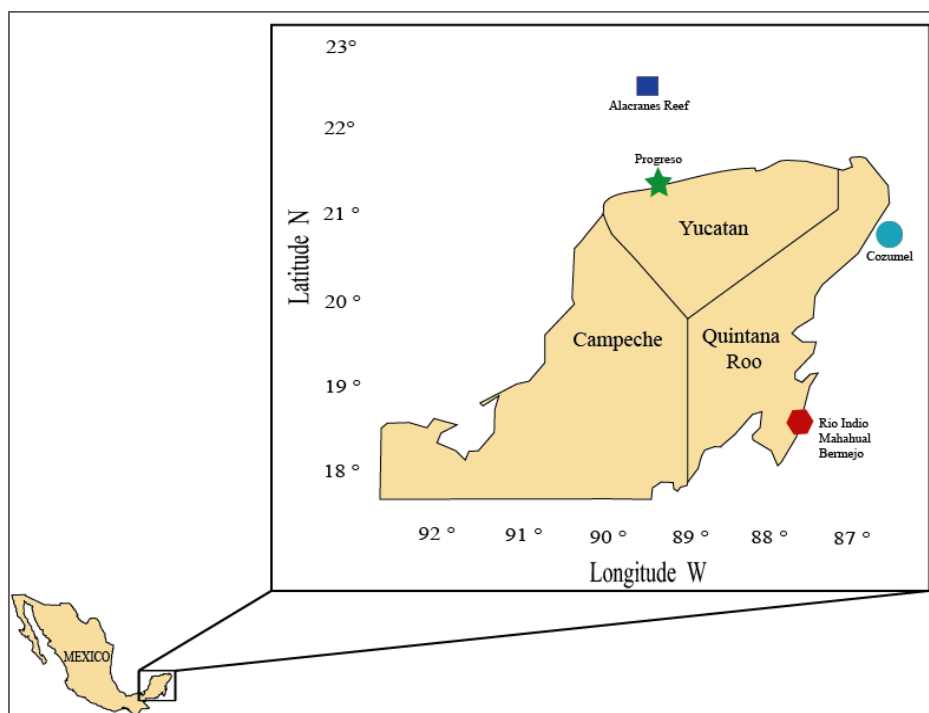 23°
Alacranes Reef
22°
Progreso
21 °
Yucatan
Cozumel
Latitude N
20 °
Campeche
Quintana
Roo
19 °
Rio Indio
Mahahual
Bermejo
18 °
92 °
91 °
90 °
89 °
88 °
87 °
Longitude W
MEXICO